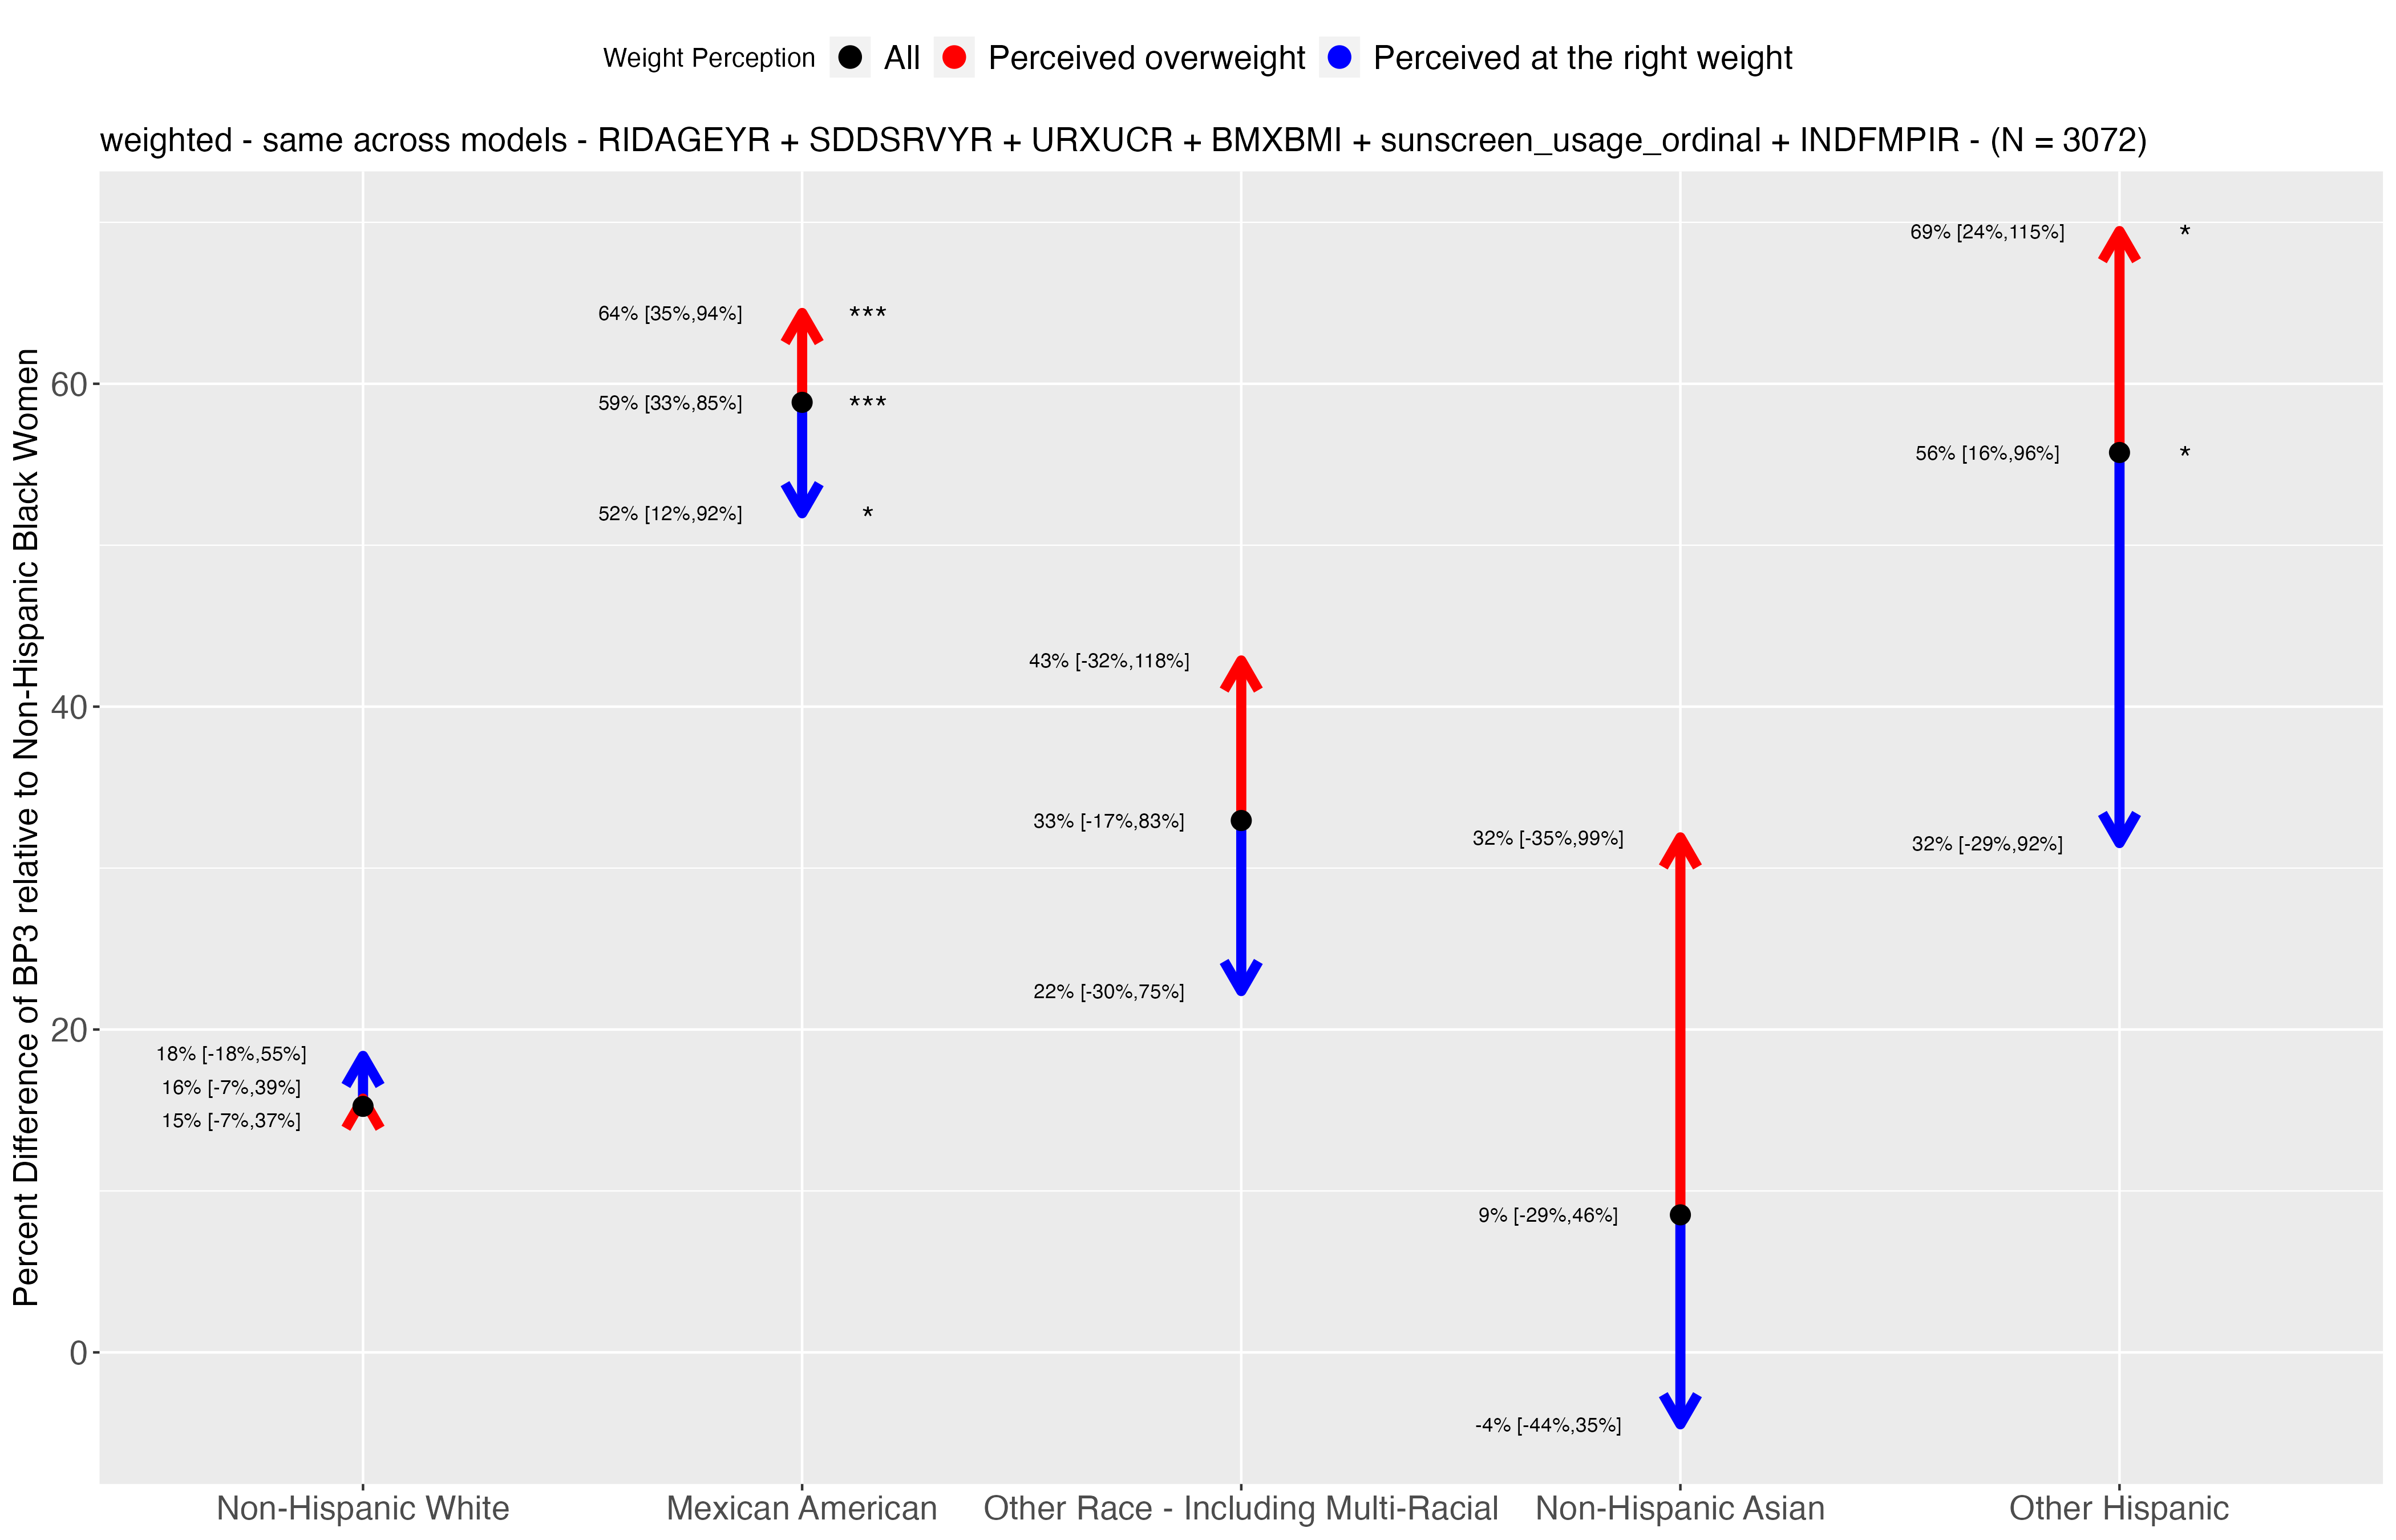 Weight Perception All Perceived overweight Perceived at the right weight
weighted - same across models - RIDAGEYR + SDDSRVYR + URXUCR + BMXBMI + sunscreen_usage_ordinal + INDFMPIR - (N = 3072)
Percent Difference of BP3 relative to Non-Hispanic Black Women
60
40
20
0
18% [-18%,55%]
16% [-7%,39%]
15% [-7%,37%]
64% [35%,94%] ***
59% [33%,85%] ***
52% [12%,92%] *
43% [-32%,118%]
33% [-17%,83%]
22% [-30%,75%]
32% [-35%,99%]
9% [-29%,46%]
-4% [-44%,35%]
69% [24%,115%] *
56% [16%,96%] *
32% [-29%,92%]
Non-Hispanic White
Mexican American
Other Race - Including Multi-Racial
Non-Hispanic Asian
Other Hispanic